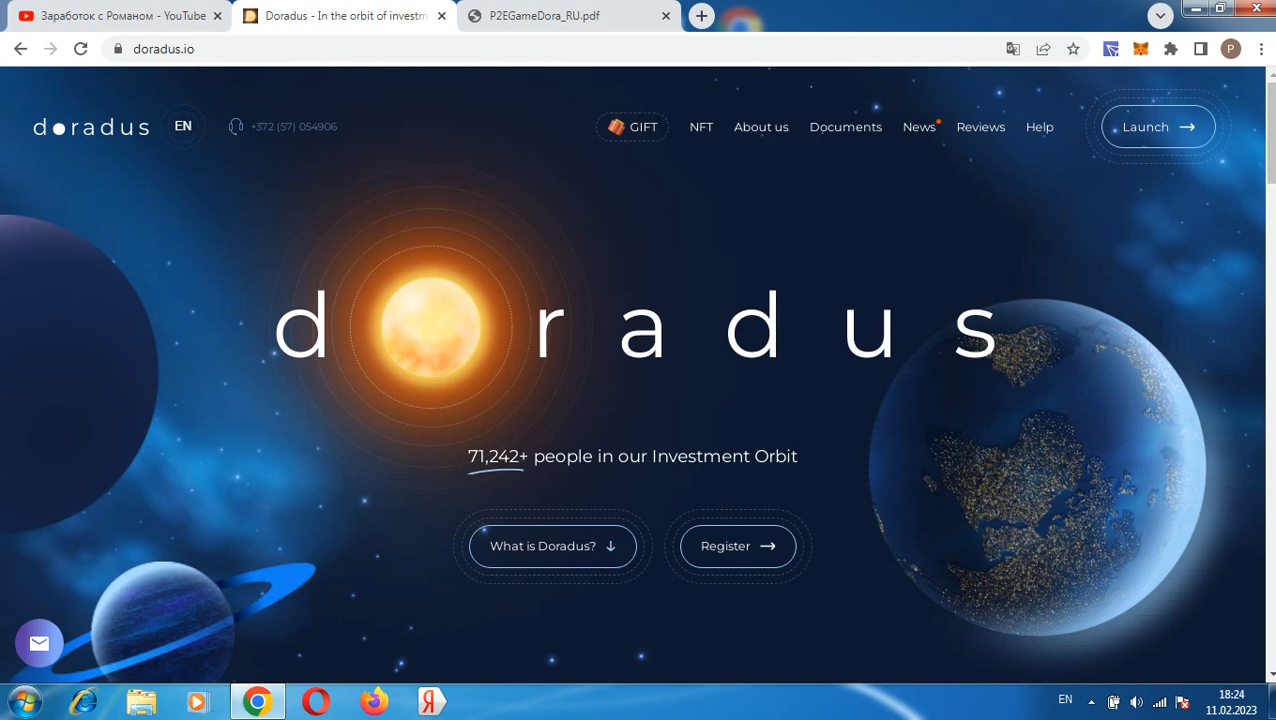 Заработок с Романом - YouTube
Doradus - In the orbit of investm
P2EGameDora_RU.pdf
doradus.io
P
doradus
EN
+372 (57) 054906
GIFT
NFT
About us
Documents
News
Reviews
Help
Launch
doradus
71,242+ people in our Investment Orbit
What is Doradus?
Register
EN
18:24
11.02.2023